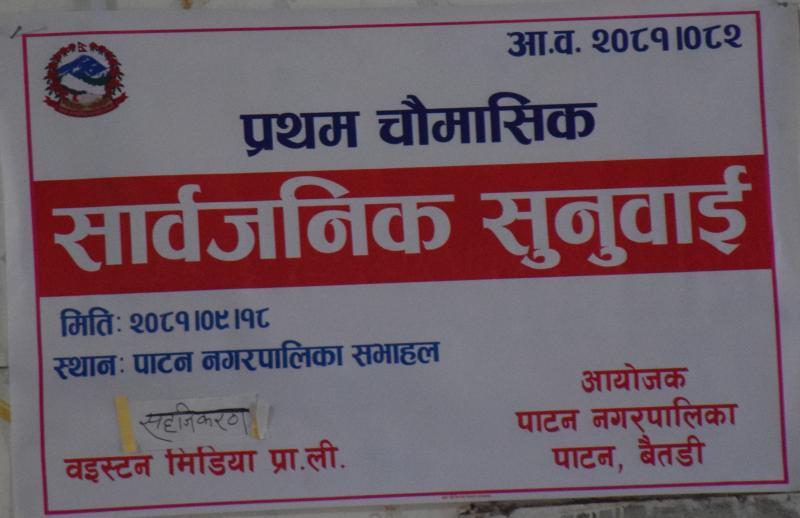 आ.व. २०८१।०८२
प्रथम चौमासिक
सार्वजनिक सुनुवाई
मितिः २०८१।०९।१८
स्थानः पाटन नगरपालिका सभाहल
सहजिकरण
वइस्टन मिडिया प्रा.ली.
आयोजक
पाटन नगरपालिका
पाटन, बैतडी